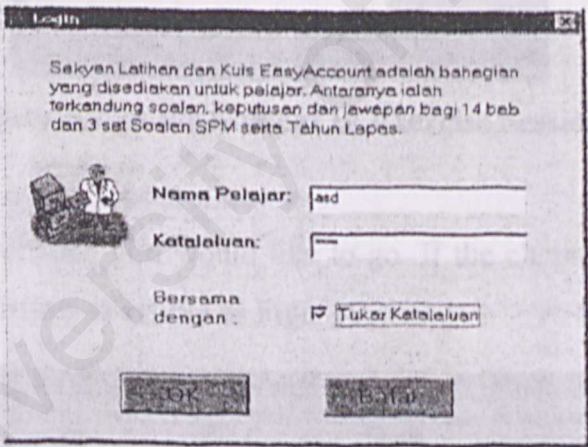 Login
Seksyen Latihan dan Kuis EasyAccount adalah bahagian
yang disediakan untuk pelajar. Antaranya ialah
terkandung soalan, keputusan dan jawapan bagi 14 bab
dan 3 set Soalan SPM serta Tahun Lepas.
Nama Pelajar: asd
Katalaluan:
Bersama
dengan : Tukar Katalaluan
OK Batal